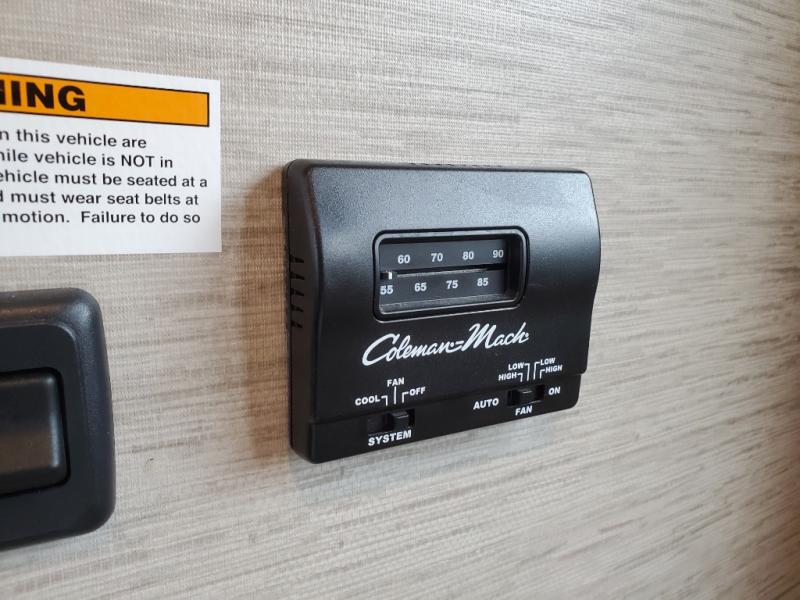 NING
n this vehicle are
hile vehicle is NOT in
ehicle must be seated at a
d must wear seat belts at
motion. Failure to do so
60 70 80 90
55 65 75 85
Coleman-Mach
FAN
COOL OFF
SYSTEM
LOW LOW
HIGH HIGH
AUTO ON
FAN